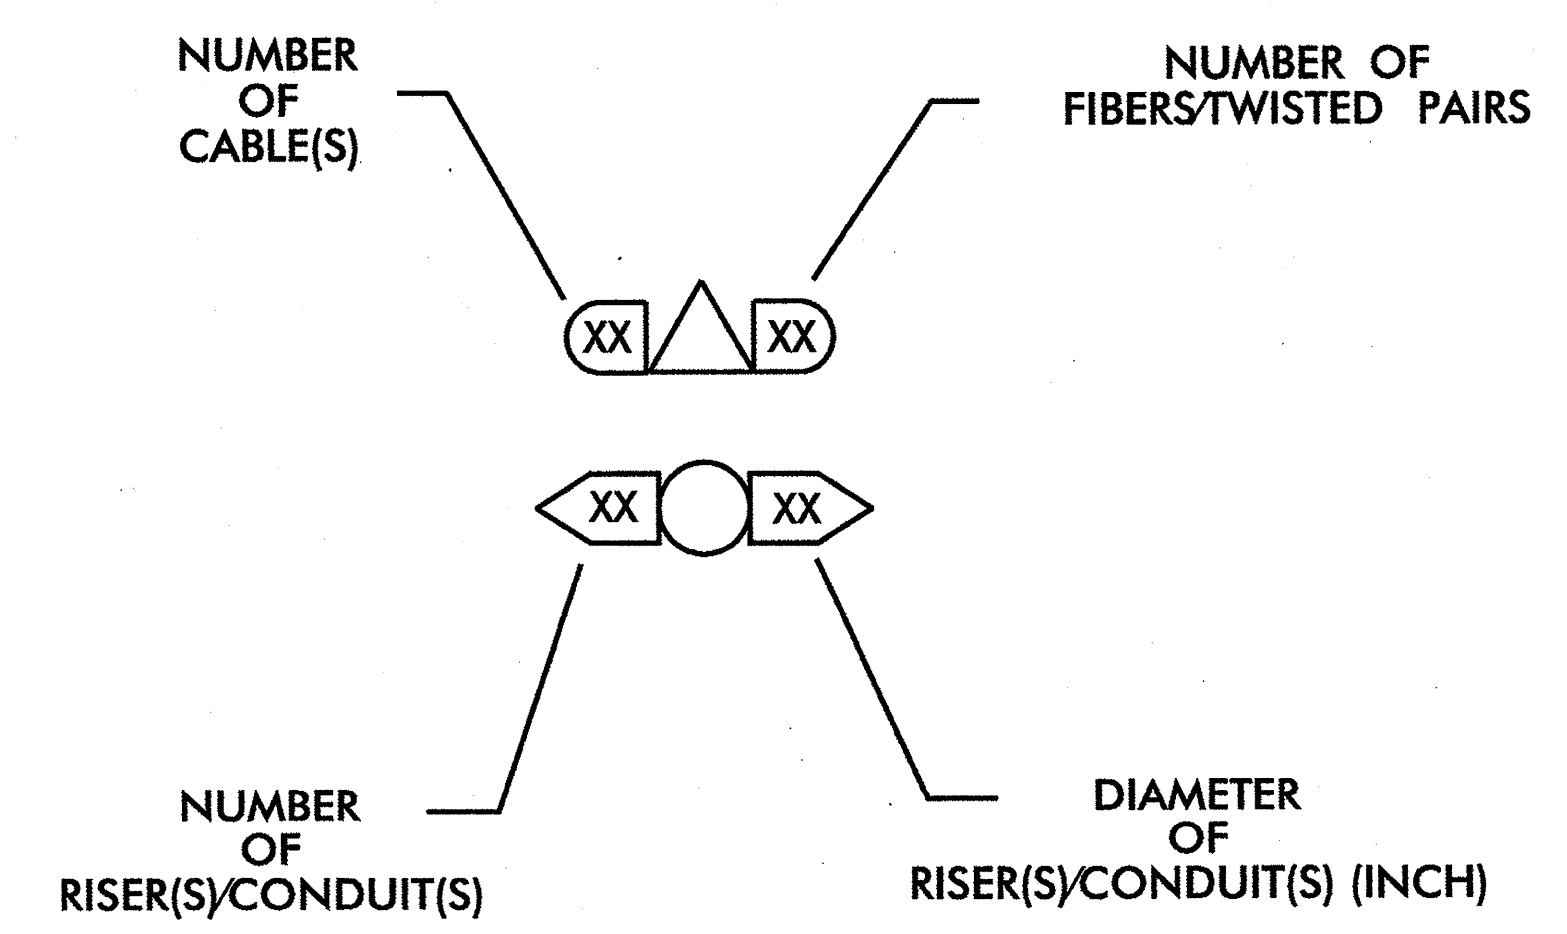 NUMBER
OF
CABLE(S)
NUMBER OF
FIBERS/TWISTED PAIRS
XX
XX
XX
XX
NUMBER
OF
RISER(S)/CONDUIT(S)
DIAMETER
OF
RISER(S)/CONDUIT(S) (INCH)